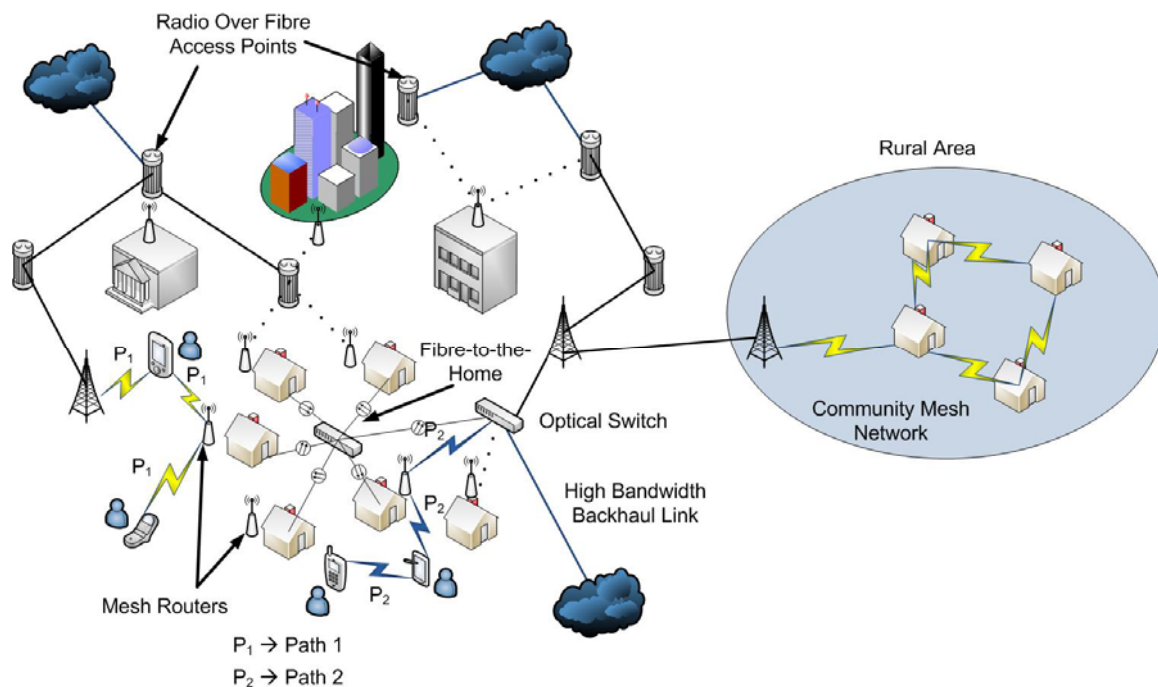 Radio Over Fibre
Access Points
Rural Area
P₁
P₁
Fibre-to-the-
Home
P₂
Optical Switch
Community Mesh
Network
P₁
P₂
High Bandwidth
Backhaul Link
P₂
Mesh Routers
P₁ → Path 1
P₂ → Path 2